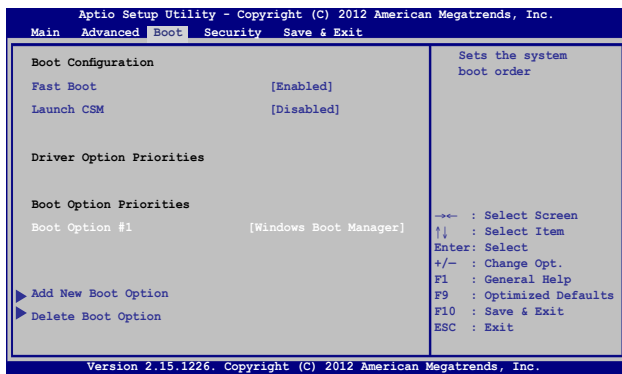 Aptio Setup Utility - Copyright (C) 2012 American Megatrends, Inc.
Main Advanced Boot Security Save & Exit
Boot Configuration
Fast Boot [Enabled]
Launch CSM [Disabled]
Driver Option Priorities
Boot Option Priorities
Boot Option #1 [Windows Boot Manager]
Add New Boot Option
Delete Boot Option
Sets the system
boot order
→← : Select Screen
↑↓ : Select Item
Enter: Select
+/— : Change Opt.
F1 : General Help
F9 : Optimized Defaults
F10 : Save & Exit
ESC : Exit
Version 2.15.1226. Copyright (C) 2012 American Megatrends, Inc.